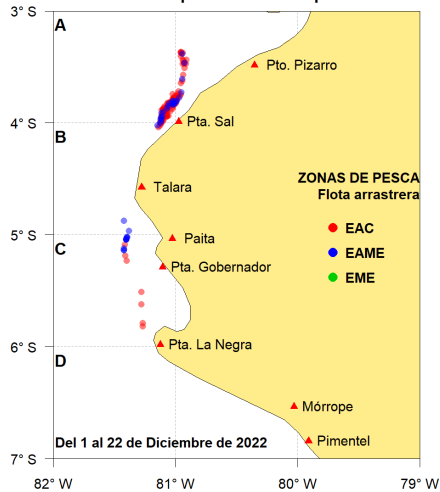 3° S
A
Pto. Pizarro
4° S
Pta. Sal
B
ZONAS DE PESCA
Talara
Flota arrastrera
EAC
5° S
Paita
C
EAME
Pta. Gobernador
EME
6° S
Pta. La Negra
D
Mórrope
Del 1 al 22 de Diciembre de 2022
Pimentel
7° S
82° W
81° W
80° W
79° W